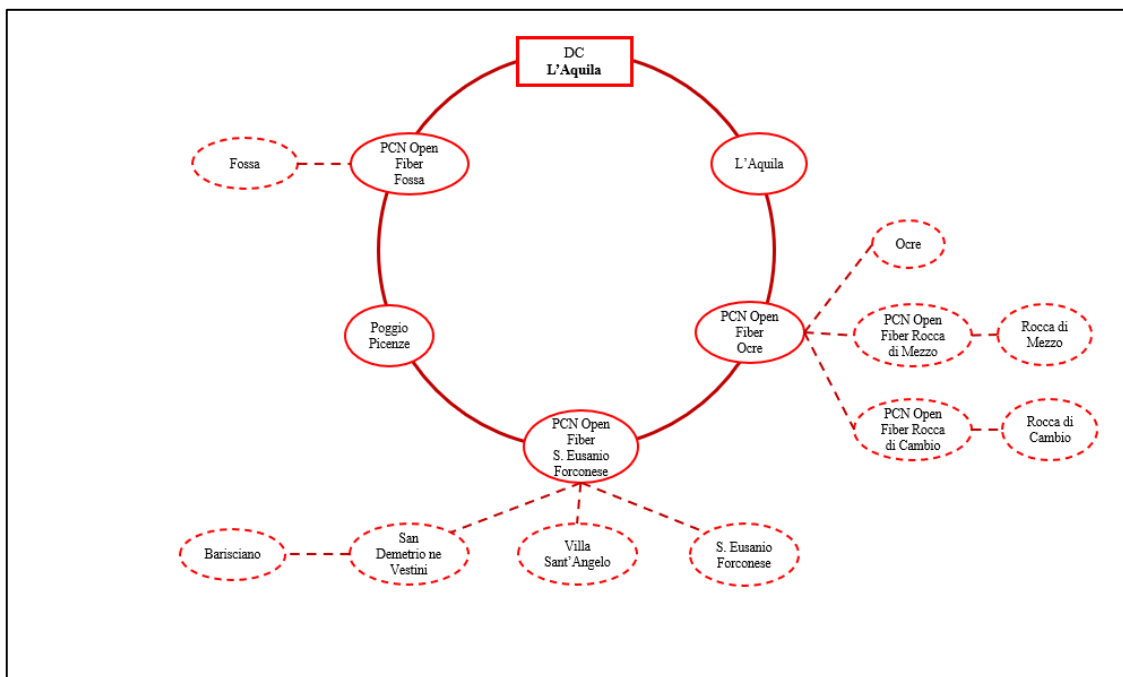 DC
L’Aquila
PCN Open
Fiber
Fossa
Fossa
L’Aquila
Ocre
PCN Open
Fiber
Ocre
PCN Open
Fiber Rocca
di Mezzo
Rocca di
Mezzo
Poggio
Picenze
PCN Open
Fiber Rocca
di Cambio
Rocca di
Cambio
PCN Open
Fiber
S. Eusanio
Forconese
Barisciano
San
Demetrio ne
Vestini
Villa
Sant’Angelo
S. Eusanio
Forconese